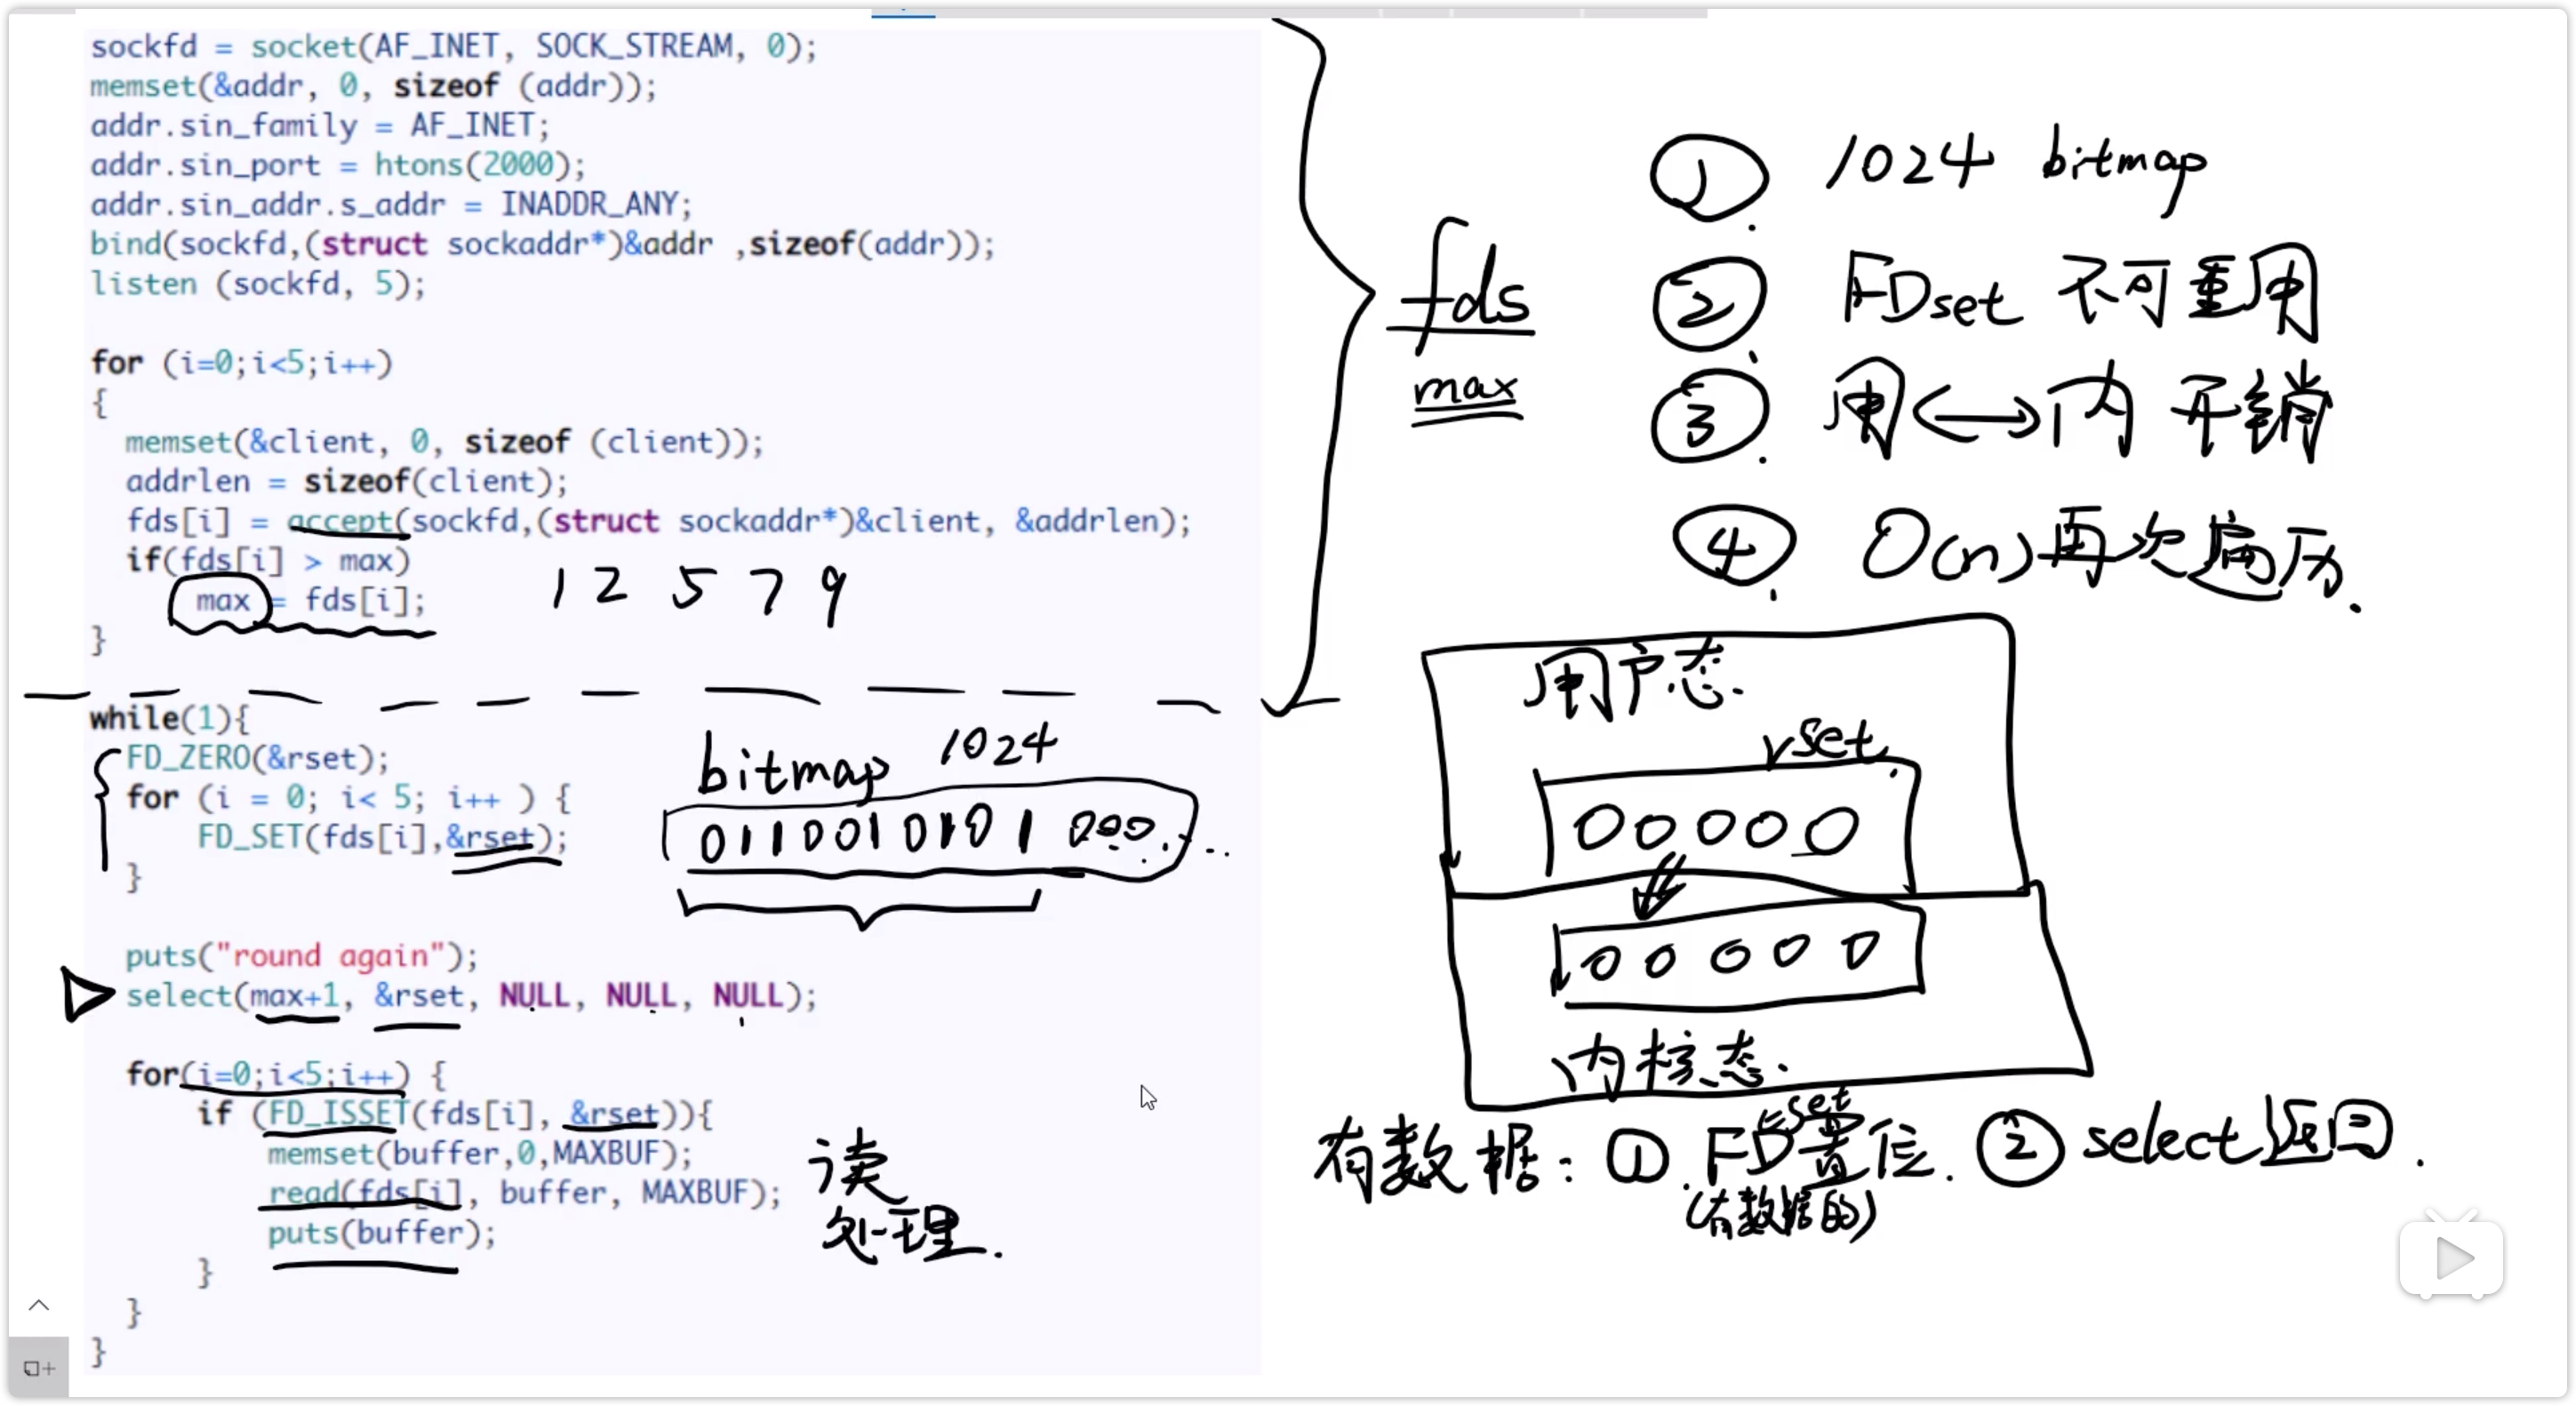 sockfd = socket(AF_INET, SOCK_STREAM, 0);
memset(&addr, 0, sizeof (addr));
addr.sin_family = AF_INET;
addr.sin_port = htons(2000);
addr.sin_addr.s_addr = INADDR_ANY;
bind(sockfd,(struct sockaddr*)&addr ,sizeof(addr));
listen (sockfd, 5);
for (i=0;i<5;i++)
{
memset(&client, 0, sizeof (client));
addrlen = sizeof(client);
fds[i] = accept(sockfd,(struct sockaddr*)&client, &addrlen);
if(fds[i] > max)
max = fds[i];
}
1 2 5 7 9
while(1){
FD_ZERO(&rset);
for (i = 0; i< 5; i++ ) {
FD_SET(fds[i],&rset);
}
bitmap 1024
0110010101 000.....
puts("round again");
select(max+1, &rset, NULL, NULL, NULL);
for(i=0;i<5;i++) {
if (FD_ISSET(fds[i], &rset)){
memset(buffer,0,MAXBUF);
read(fds[i], buffer, MAXBUF);
puts(buffer);
}
}
}
读
处理.
fds
max
① 1024 bitmap
② FDset 不可重用
③ 用<—>内 开销
④ O(n)再次遍历.
用户态.
rset.
00000
00000
内核态.
rset
有数据: ①. FD置位. ② select返回.
(有数据的)